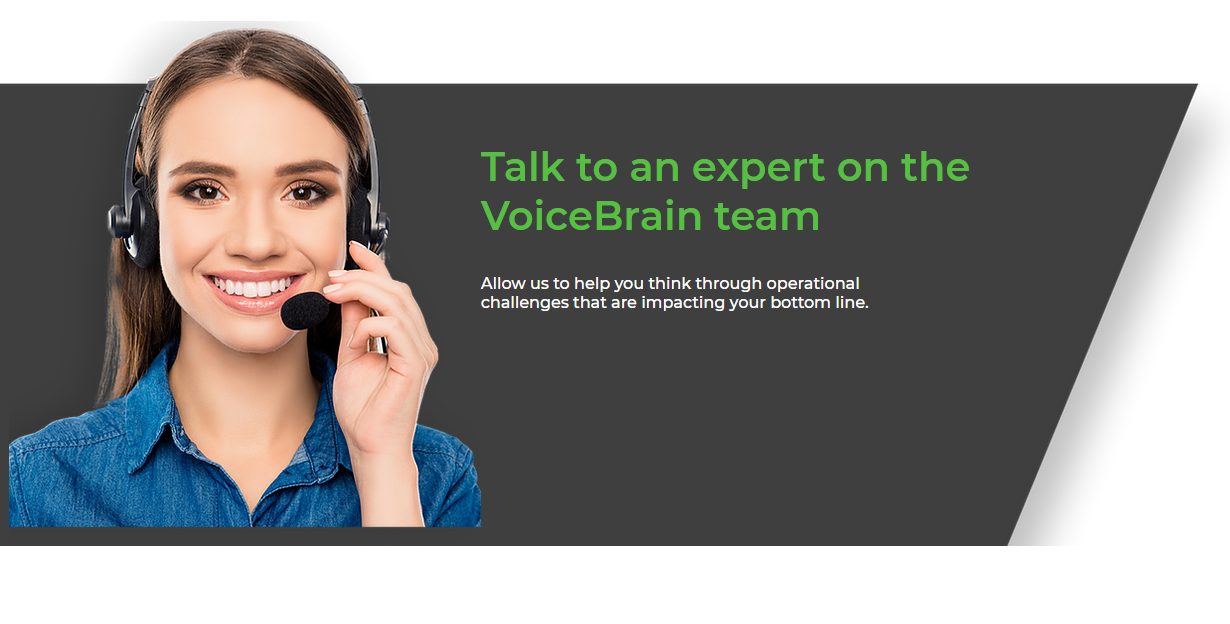 Talk to an expert on the
VoiceBrain team
Allow us to help you think through operational
challenges that are impacting your bottom line.